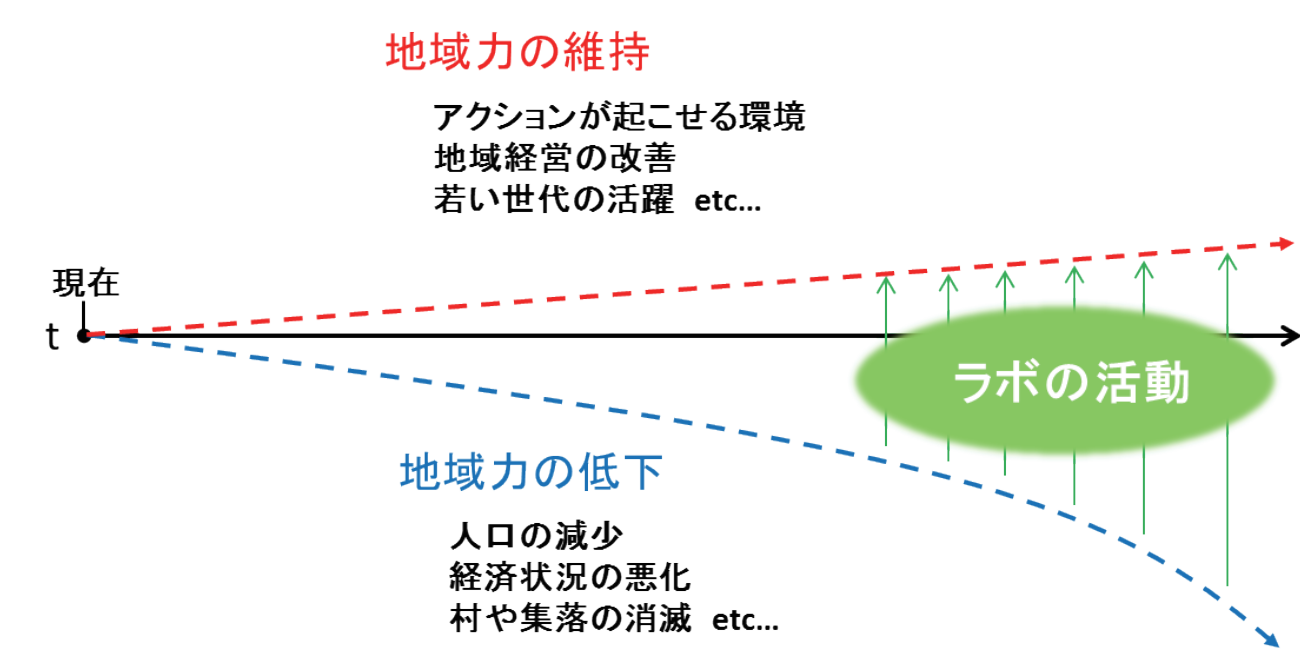 地域力の維持
アクションが起こせる環境
地域経営の改善
若い世代の活躍 etc...
現在
t
ラボの活動
地域力の低下
人口の減少
経済状況の悪化
村や集落の消滅 etc...